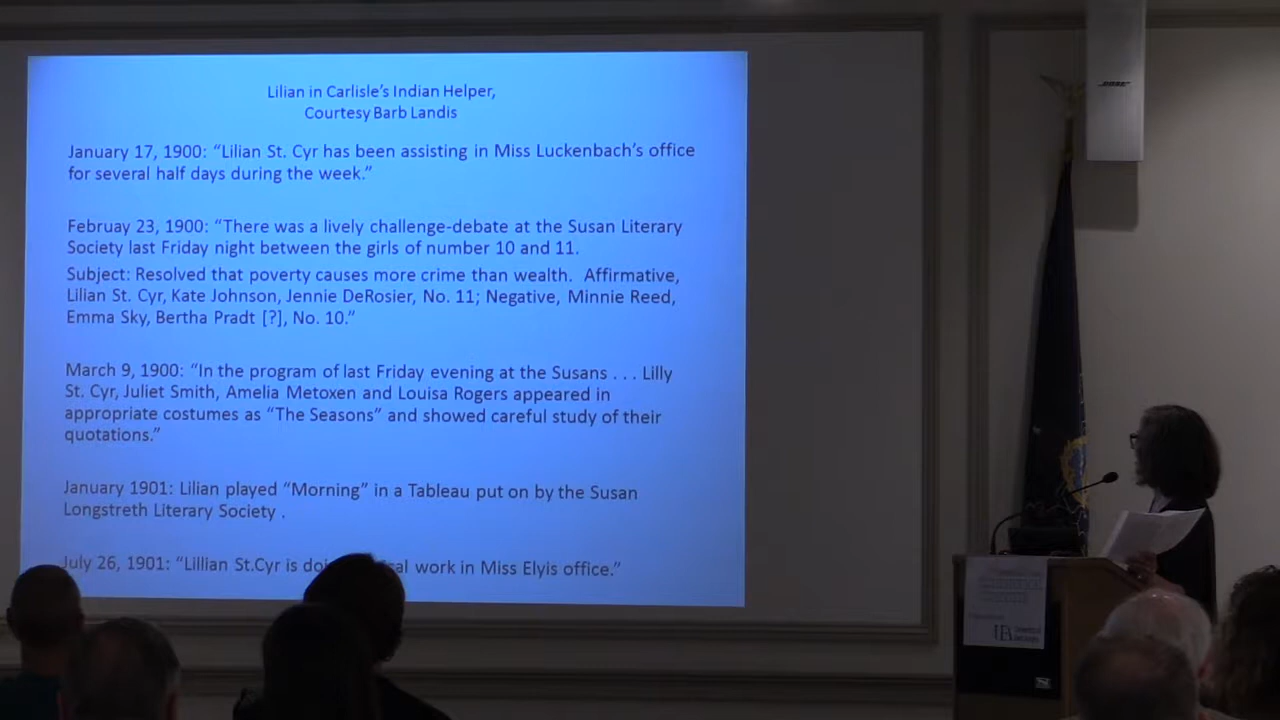 Lilian in Carlisle's Indian Helper,
Courtesy Barb Landis
January 17, 1900: "Lilian St. Cyr has been assisting in Miss Luckenbach's office
for several half days during the week."
Februay 23, 1900: "There was a lively challenge-debate at the Susan Literary
Society last Friday night between the girls of number 10 and 11.
Subject: Resolved that poverty causes more crime than wealth. Affirmative,
Lilian St. Cyr, Kate Johnson, Jennie DeRosier, No. 11; Negative, Minnie Reed,
Emma Sky, Bertha Pradt [?], No. 10."
March 9, 1900: "In the program of last Friday evening at the Susans . . . Lilly
St. Cyr, Juliet Smith, Amelia Metoxen and Louisa Rogers appeared in
appropriate costumes as "The Seasons" and showed careful study of their
quotations."
January 1901: Lilian played "Morning" in a Tableau put on by the Susan
Longstreth Literary Society .
July 26, 1901: "Lillian St.Cyr is work in Miss Elyis office."
BOSE